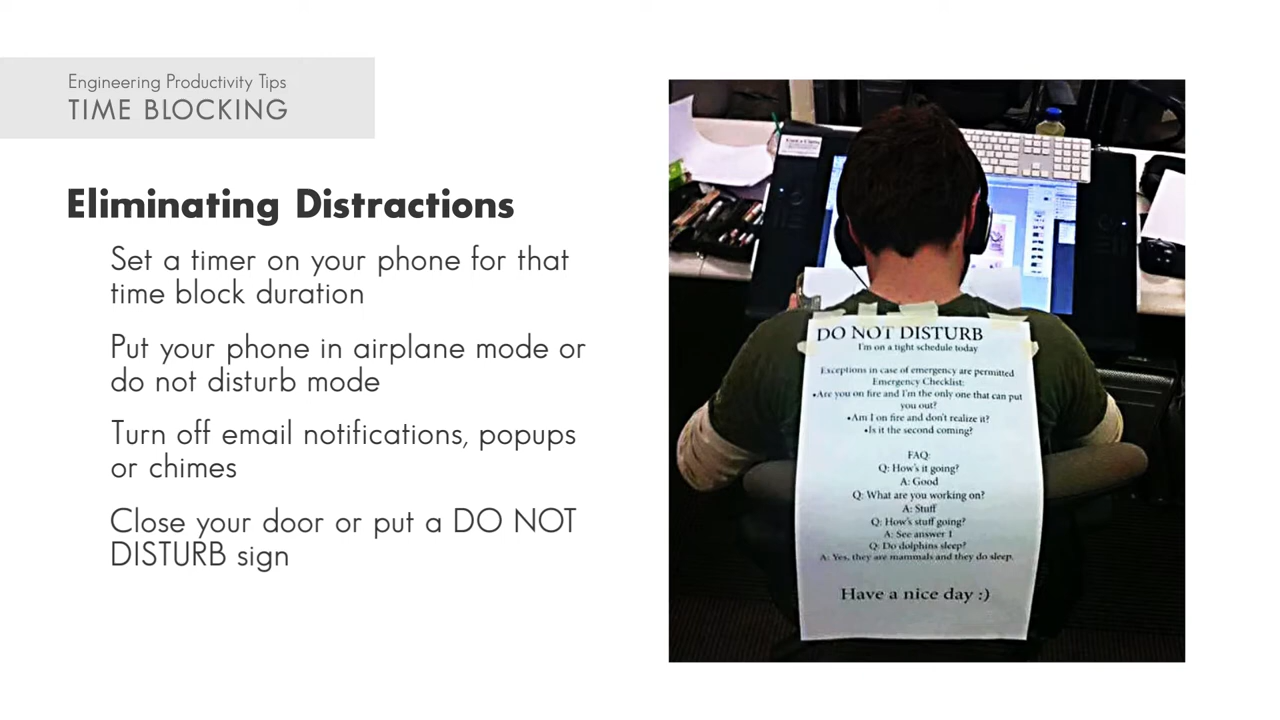 Engineering Productivity Tips
TIME BLOCKING
Eliminating Distractions
Set a timer on your phone for that
time block duration
Put your phone in airplane mode or
do not disturb mode
Turn off email notifications, popups
or chimes
Close your door or put a DO NOT
DISTURB sign
DO NOT DISTURB
I'm on a tight schedule today
Exceptions in case of emergency are permitted
Emergency Checklist:
•Are you on fire and I'm the only one that can put
you out?
•Am I on fire and don't realize it?
•Is it the second coming?
FAQ:
Q: How's it going?
A: Good
Q: What are you working on?
A: Stuff
Q: How's stuff going?
A: See answer 1
Q: Do dolphins sleep?
A: Yes, they are mammals and they do sleep.
Have a nice day :)